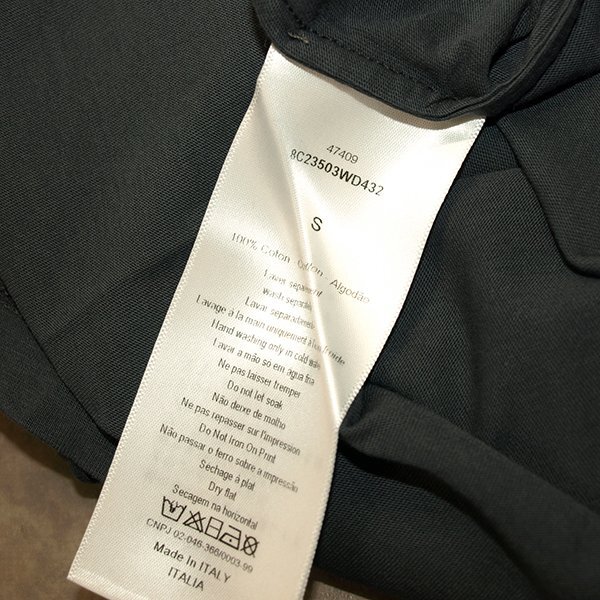 47409
8C23503WD432
S
100% Coton Cotton Algodão
Laver séparément
wash separately
Lavar separadamente
Lavage à la main uniquement à l'eau froide
Hand washing only in cold water
Lavar a mão só em água fria
Ne pas laisser tremper
Do not let soak
Não deixe de molho
Ne pas repasser sur l'impression
Do Not Iron On Print
Não passar o ferro sobre a impressão
Sèchage à plat
Dry flat
Secagem na horizontal
CNPJ 02-046-366/0003-99
Made In ITALY
ITALIA